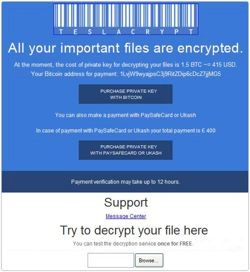 TESLACRYPT
All your important files are encrypted.
At the moment, the cost of private key for decrypting your files is 1.5 BTC ~= 415 USD.
Your Bitcoin address for payment:
PURCHASE PRIVATE KEY
WITH BITCOIN
You can also make a payment with PaySafeCard or Ukash
In case of payment with PaySafeCard or Ukash your total payment is £ 400
PURCHASE PRIVATE KEY
WITH PAYSAFECARD OR UKASH
Payment verification may take up to 12 hours.
Support
Message Center
Try to decrypt your file here
You can test the decryption service once for FREE.
Browse...